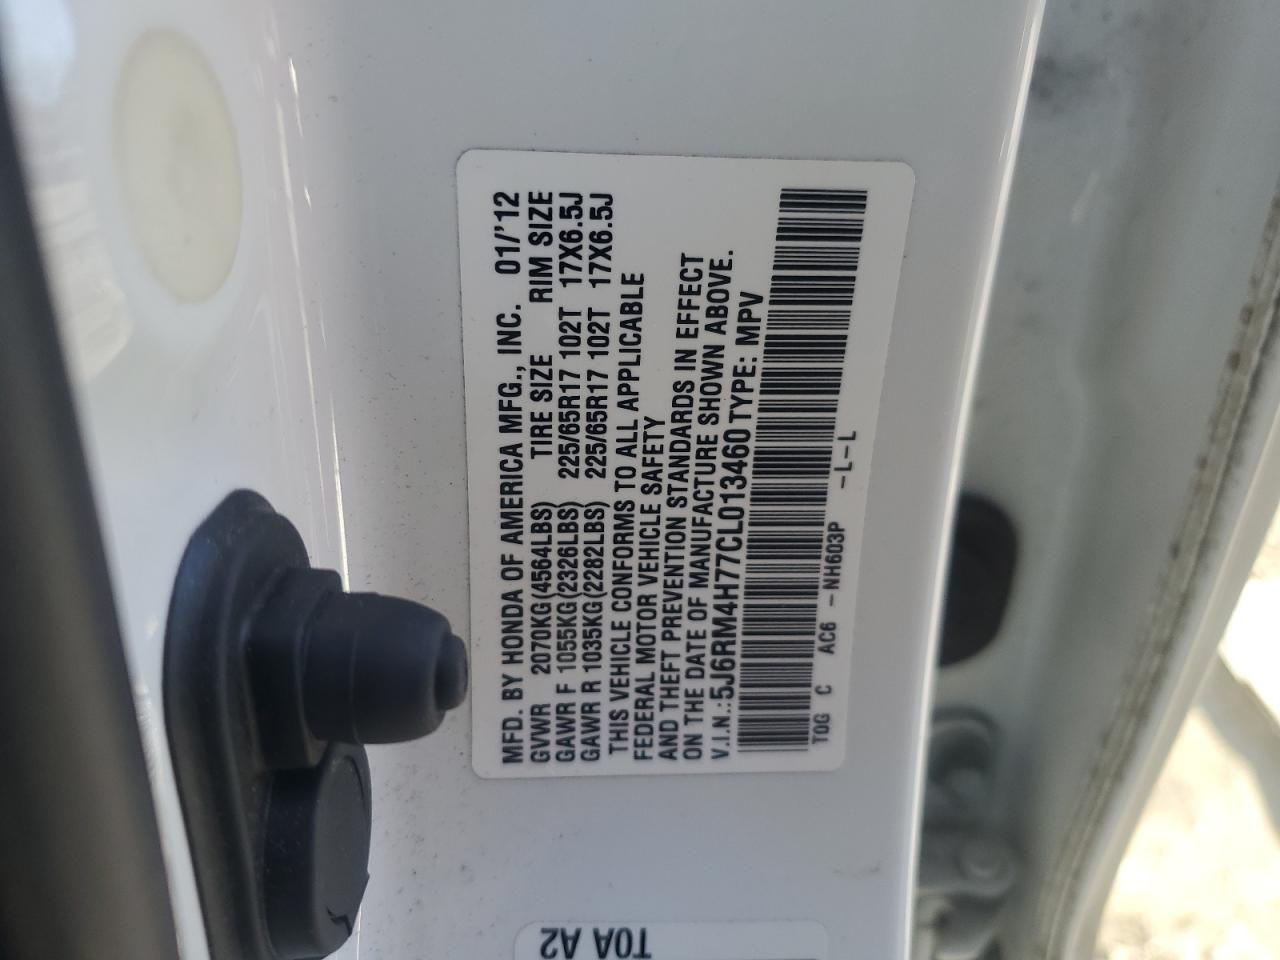 MFD. BY HONDA OF AMERICA MFG., INC. 01/'12
GVWR 2070KG(4564LBS) TIRE SIZE RIM SIZE
GAWR F 1055KG(2326LBS) 225/65R17 102T 17X6.5J
GAWR R 1035KG(2282LBS) 225/65R17 102T 17X6.5J
THIS VEHICLE CONFORMS TO ALL APPLICABLE
FEDERAL MOTOR VEHICLE SAFETY
AND THEFT PREVENTION STANDARDS IN EFFECT
ON THE DATE OF MANUFACTURE SHOWN ABOVE.
V.I.N.:5J6RM4H77CL013460 TYPE: MPV
T0G C AC6 -NH603P -L-L
T0A A2